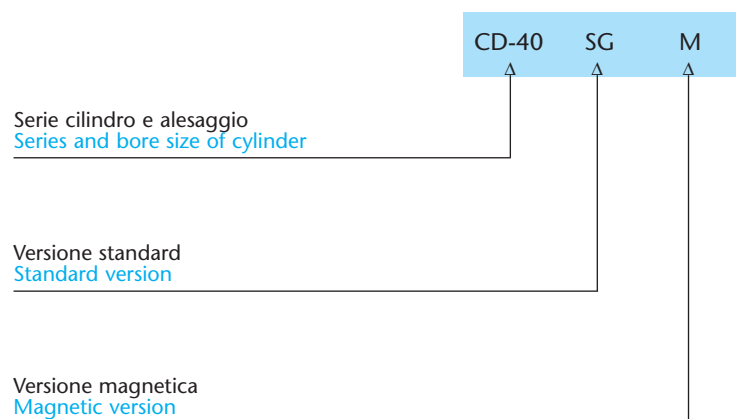 CD-40 SG M
Serie cilindro e alesaggio
Series and bore size of cylinder
Versione standard
Standard version
Versione magnetica
Magnetic version